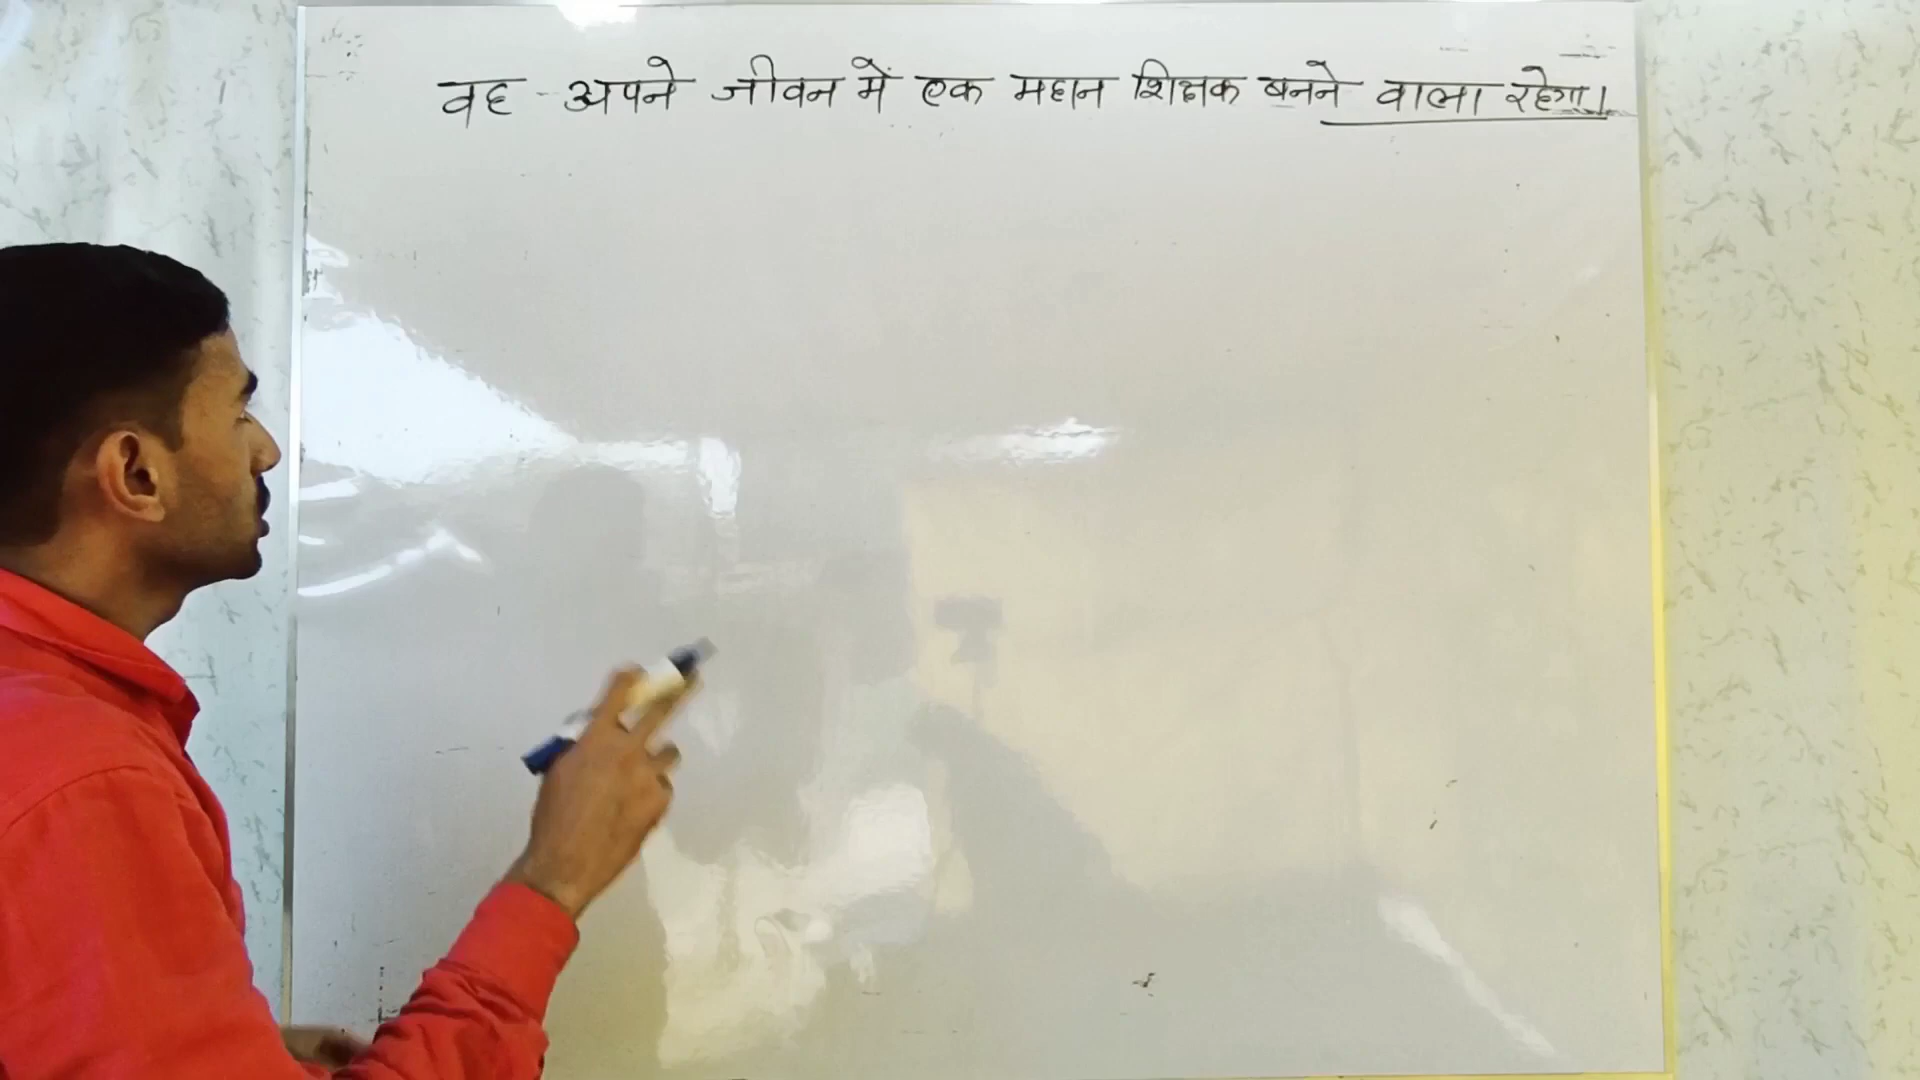 वह अपने जीवन में एक महान शिक्षक बनने वाला रहेगा।